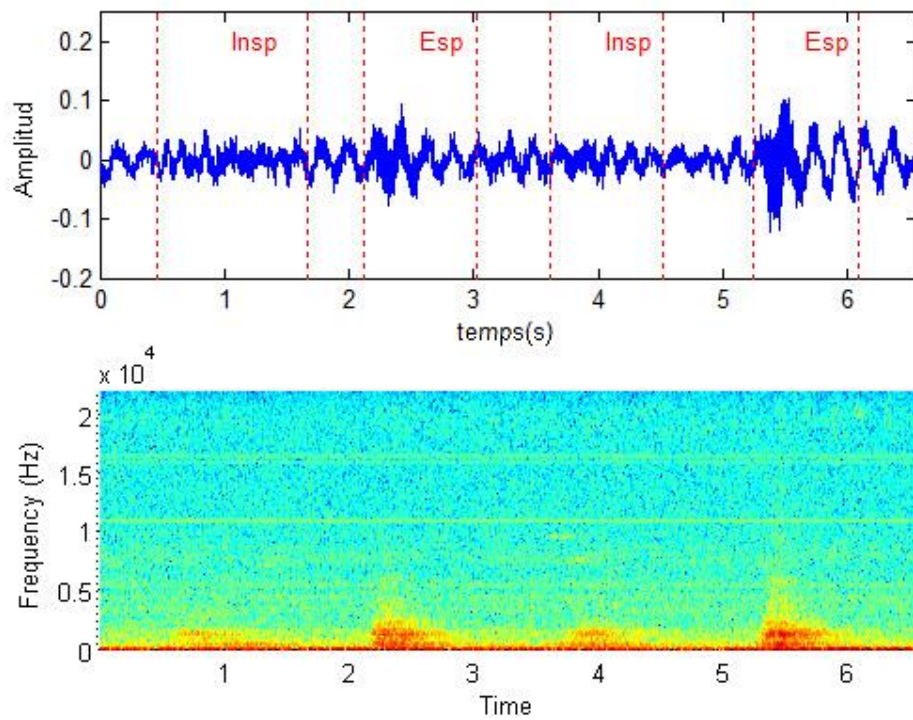 0.2
Insp Esp Insp Esp
0.1
0
-0.1
-0.2
Amplitud
0 1 2 3 4 5 6
temps(s)
x 10^4
2
1.5
1
0.5
0
Frequency (Hz)
1 2 3 4 5 6
Time